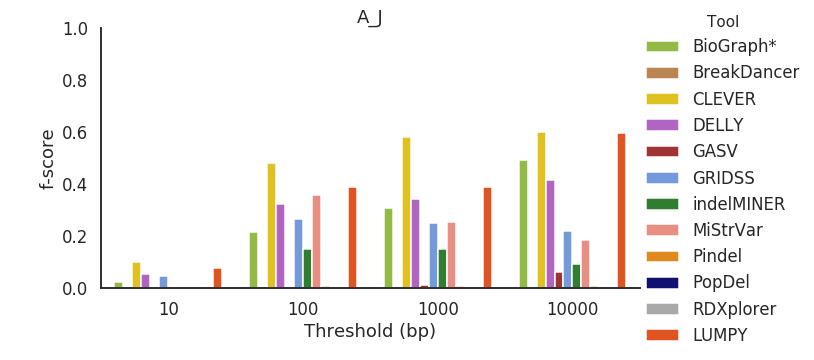 A_J
f-score
1.0
0.8
0.6
0.4
0.2
0.0
10 100 1000 10000
Threshold (bp)
Tool
BioGraph*
BreakDancer
CLEVER
DELLY
GASV
GRIDSS
indelMINER
MiStrVar
Pindel
PopDel
RDXplorer
LUMPY